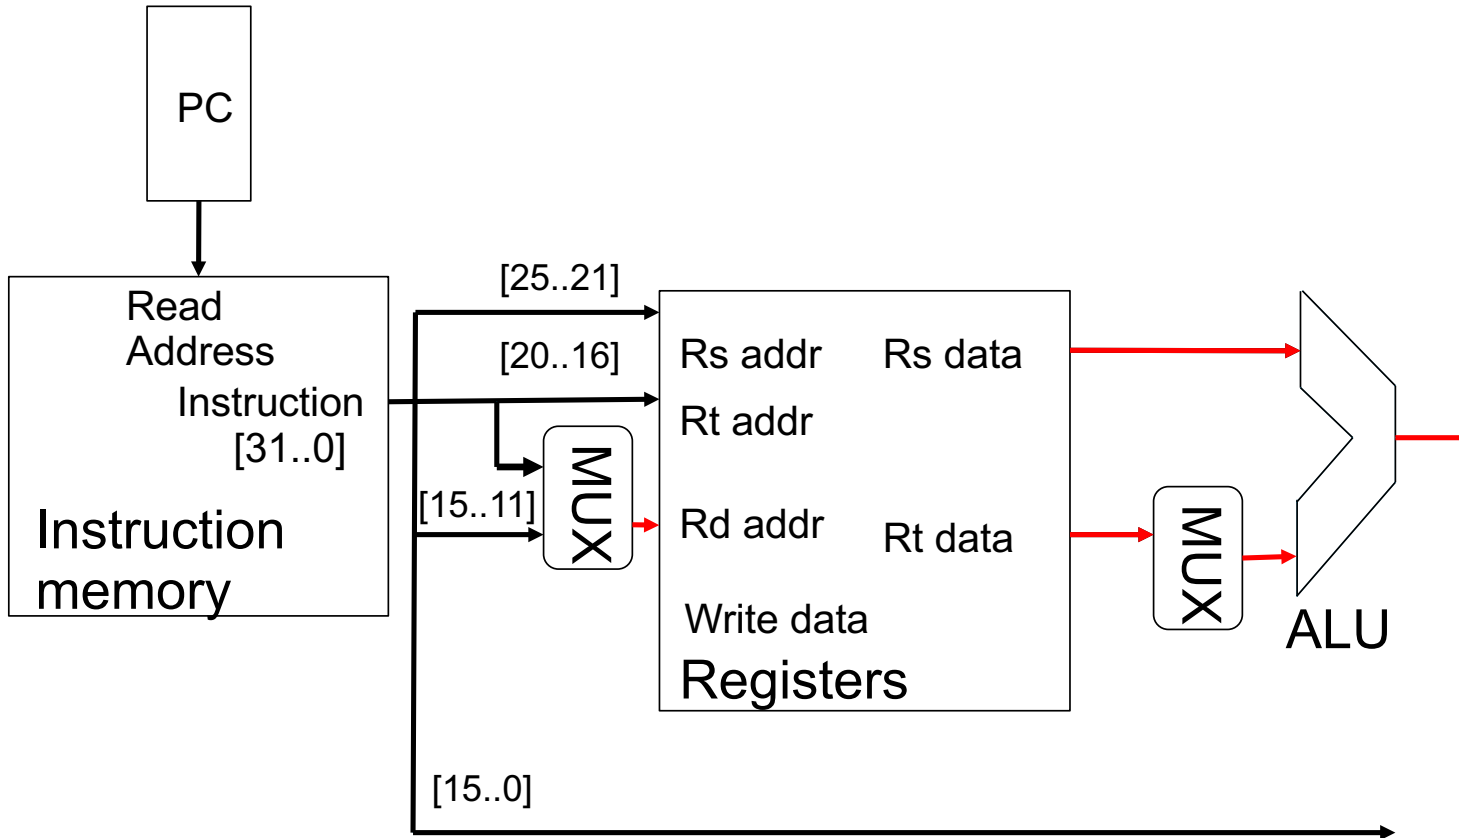 PC
Read
Address
Instruction
[31..0]
Instruction
memory
[25..21]
[20..16]
[15..11]
[15..0]
MUX
Rs addr
Rt addr
Rd addr
Write data
Registers
Rs data
Rt data
MUX
ALU